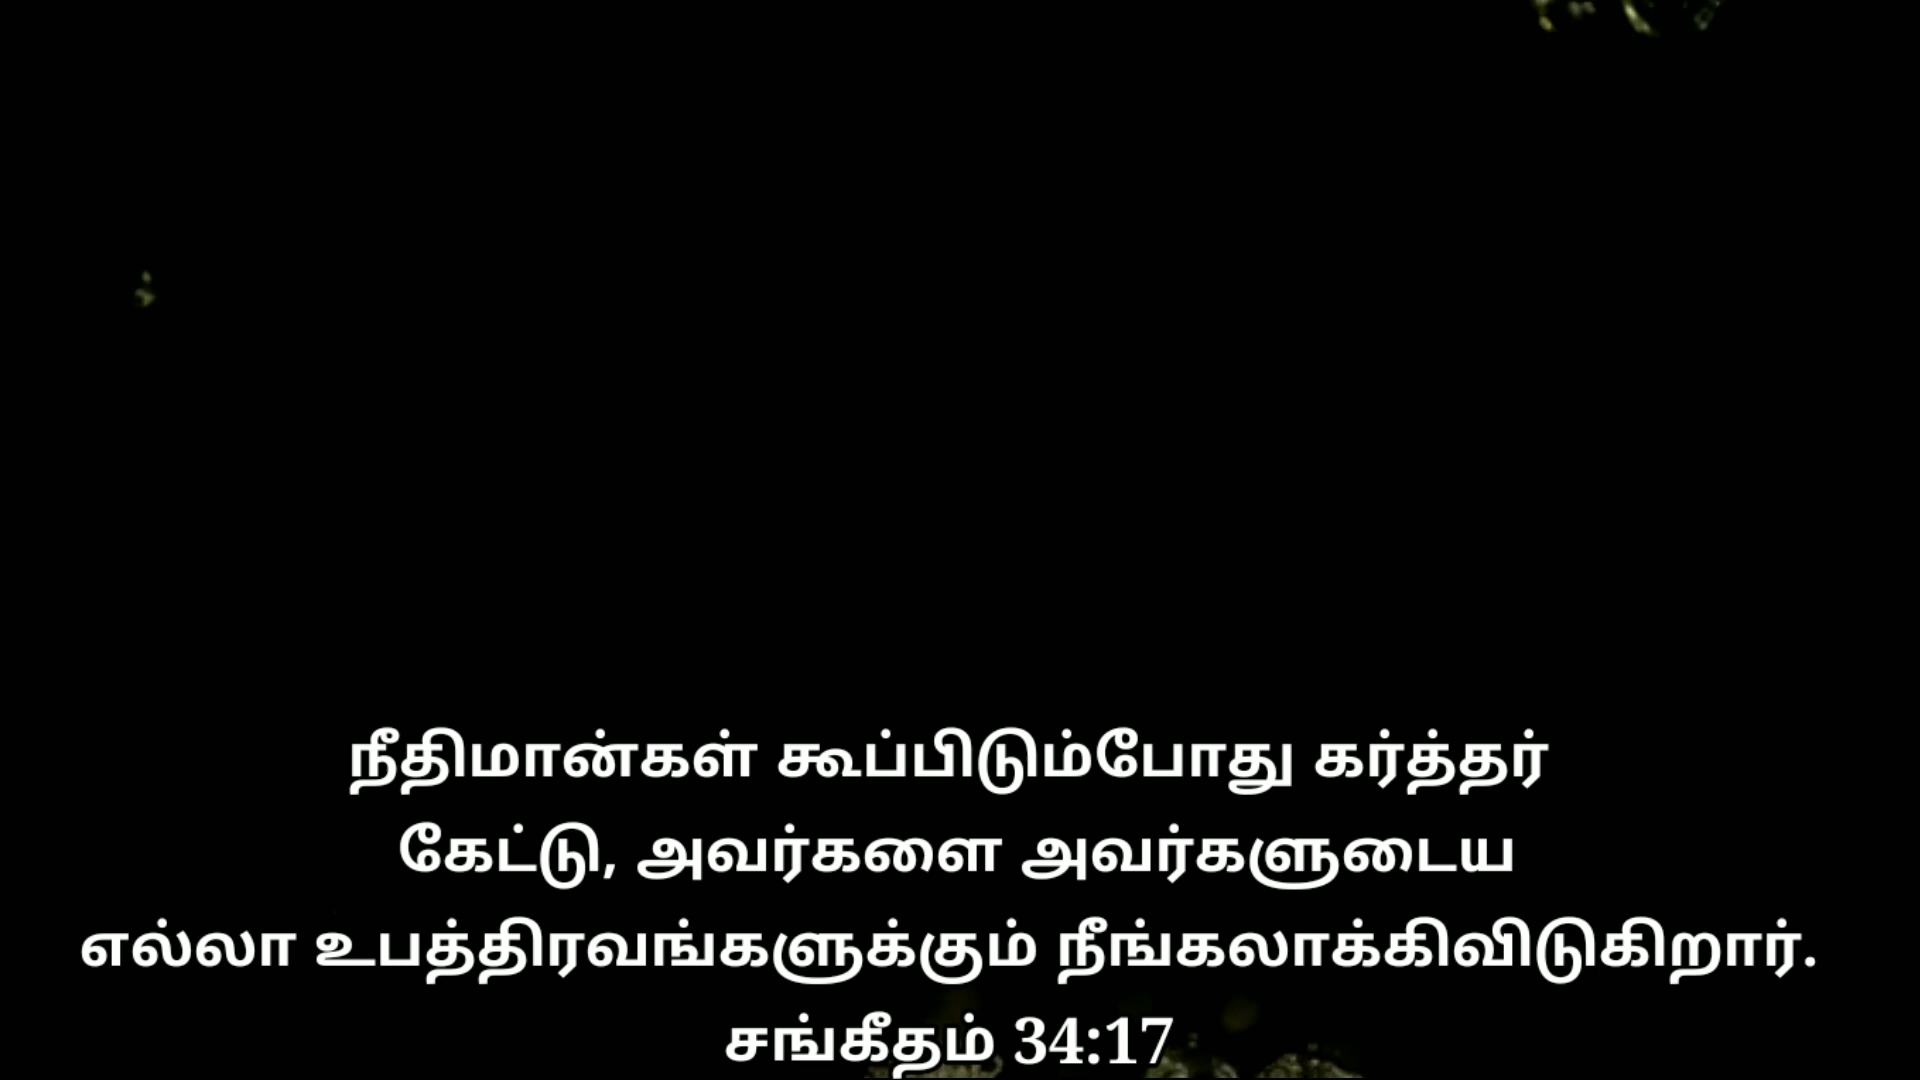 நீதிமான்கள் கூப்பிடும்போது கர்த்தர்
கேட்டு, அவர்களை அவர்களுடைய
எல்லா உபத்திரவங்களுக்கும் நீங்கலாக்கிவிடுகிறார்.
சங்கீதம் 34:17